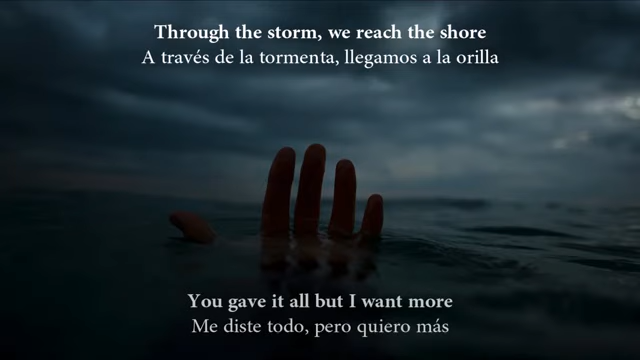 Through the storm, we reach the shore
A través de la tormenta, llegamos a la orilla
You gave it all but I want more
Me diste todo, pero quiero más